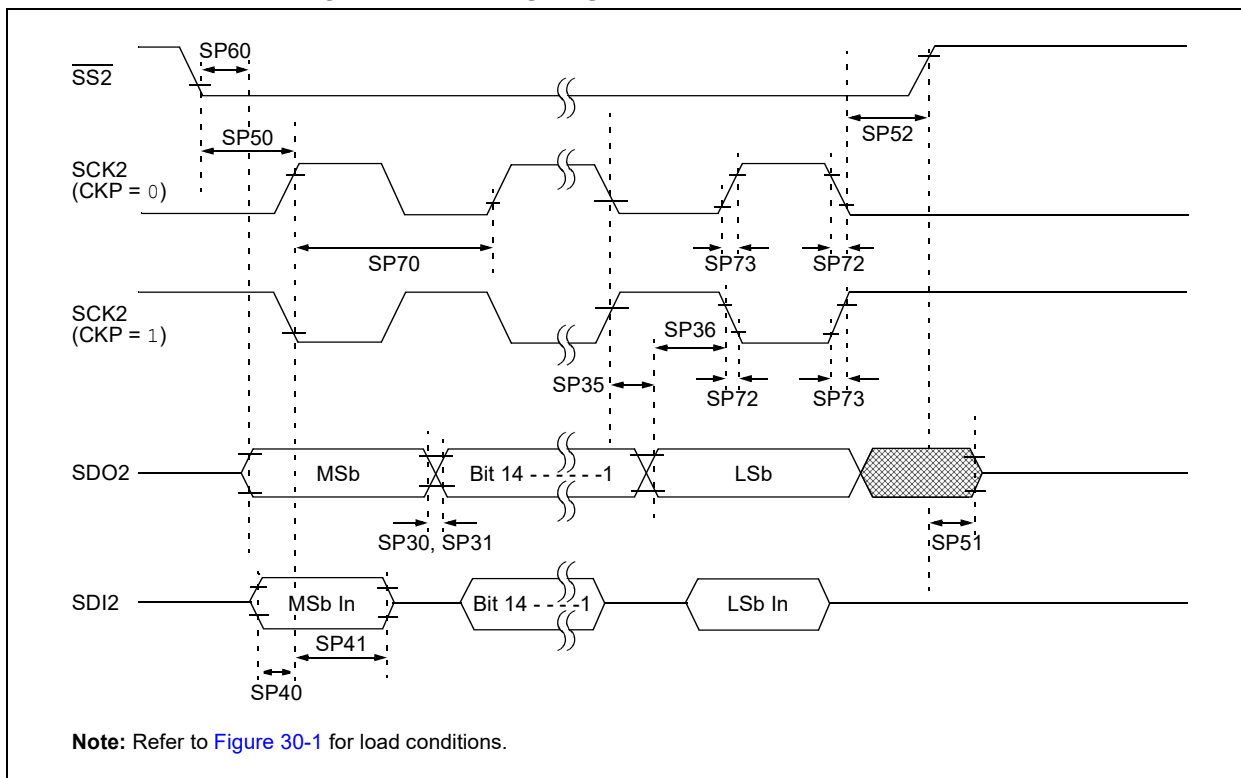 SP60
SS2
SP50
SP52
SCK2
(CKP = 0)
SP70
SP73
SP72
SCK2
(CKP = 1)
SP36
SP35
SP72
SP73
SDO2
MSb
Bit 14 - - - - - -1
LSb
SP30, SP31
SP51
SDI2
MSb In
Bit 14 - - - -1
LSb In
SP41
SP40
Note: Refer to Figure 30-1 for load conditions.